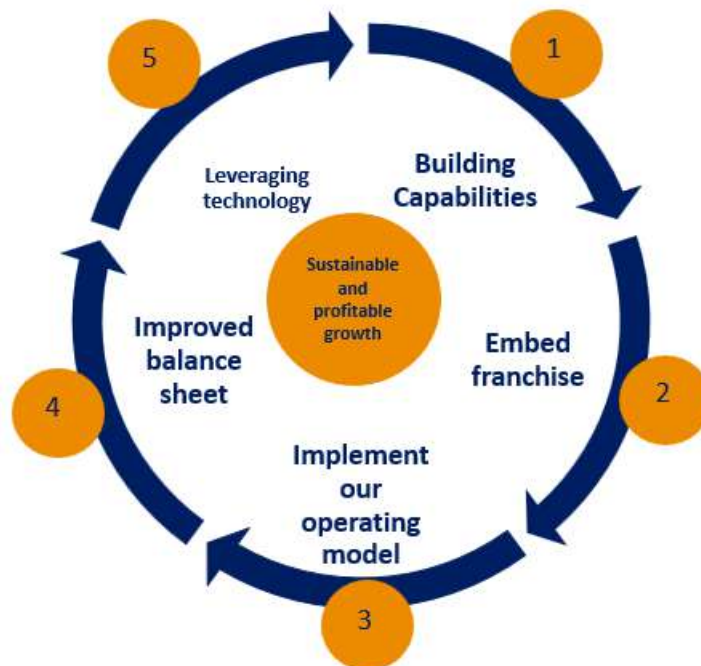 1
Building
Capabilities
2
Embed
franchise
3
Implement
our
operating
model
4
Improved
balance
sheet
5
Leveraging
technology
Sustainable
and
profitable
growth